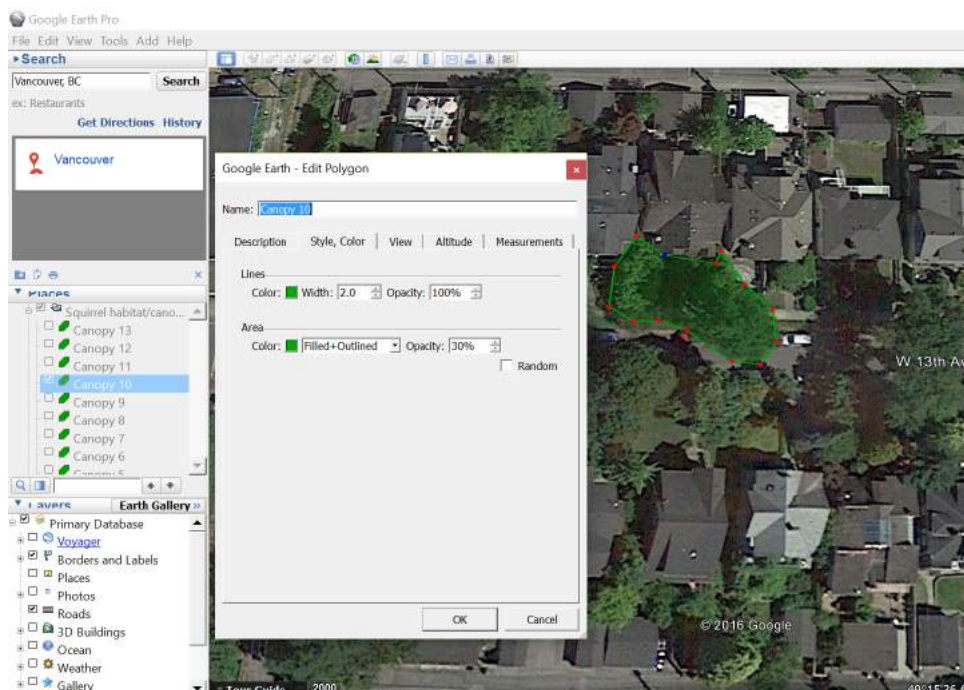 Google Earth Pro
File Edit View Tools Add Help
Search
Vancouver, BC
Search
ex: Restaurants
Get Directions History
Vancouver
Places
Squirrel habitat/cano...
Canopy 13
Canopy 12
Canopy 11
Canopy 10
Canopy 9
Canopy 8
Canopy 7
Canopy 6
Canopy 5
Layers
Earth Gallery »
Primary Database
Voyager
Borders and Labels
Places
Photos
Roads
3D Buildings
Ocean
Weather
Gallery
Google Earth - Edit Polygon
Name: Canopy 10
Description Style, Color View Altitude Measurements
Lines
Color: Width: 2.0 Opacity: 100%
Area
Color: Filled+Outlined Opacity: 30%
Random
OK Cancel
W 13th Av
© 2016 Google
Tour Guide 2000